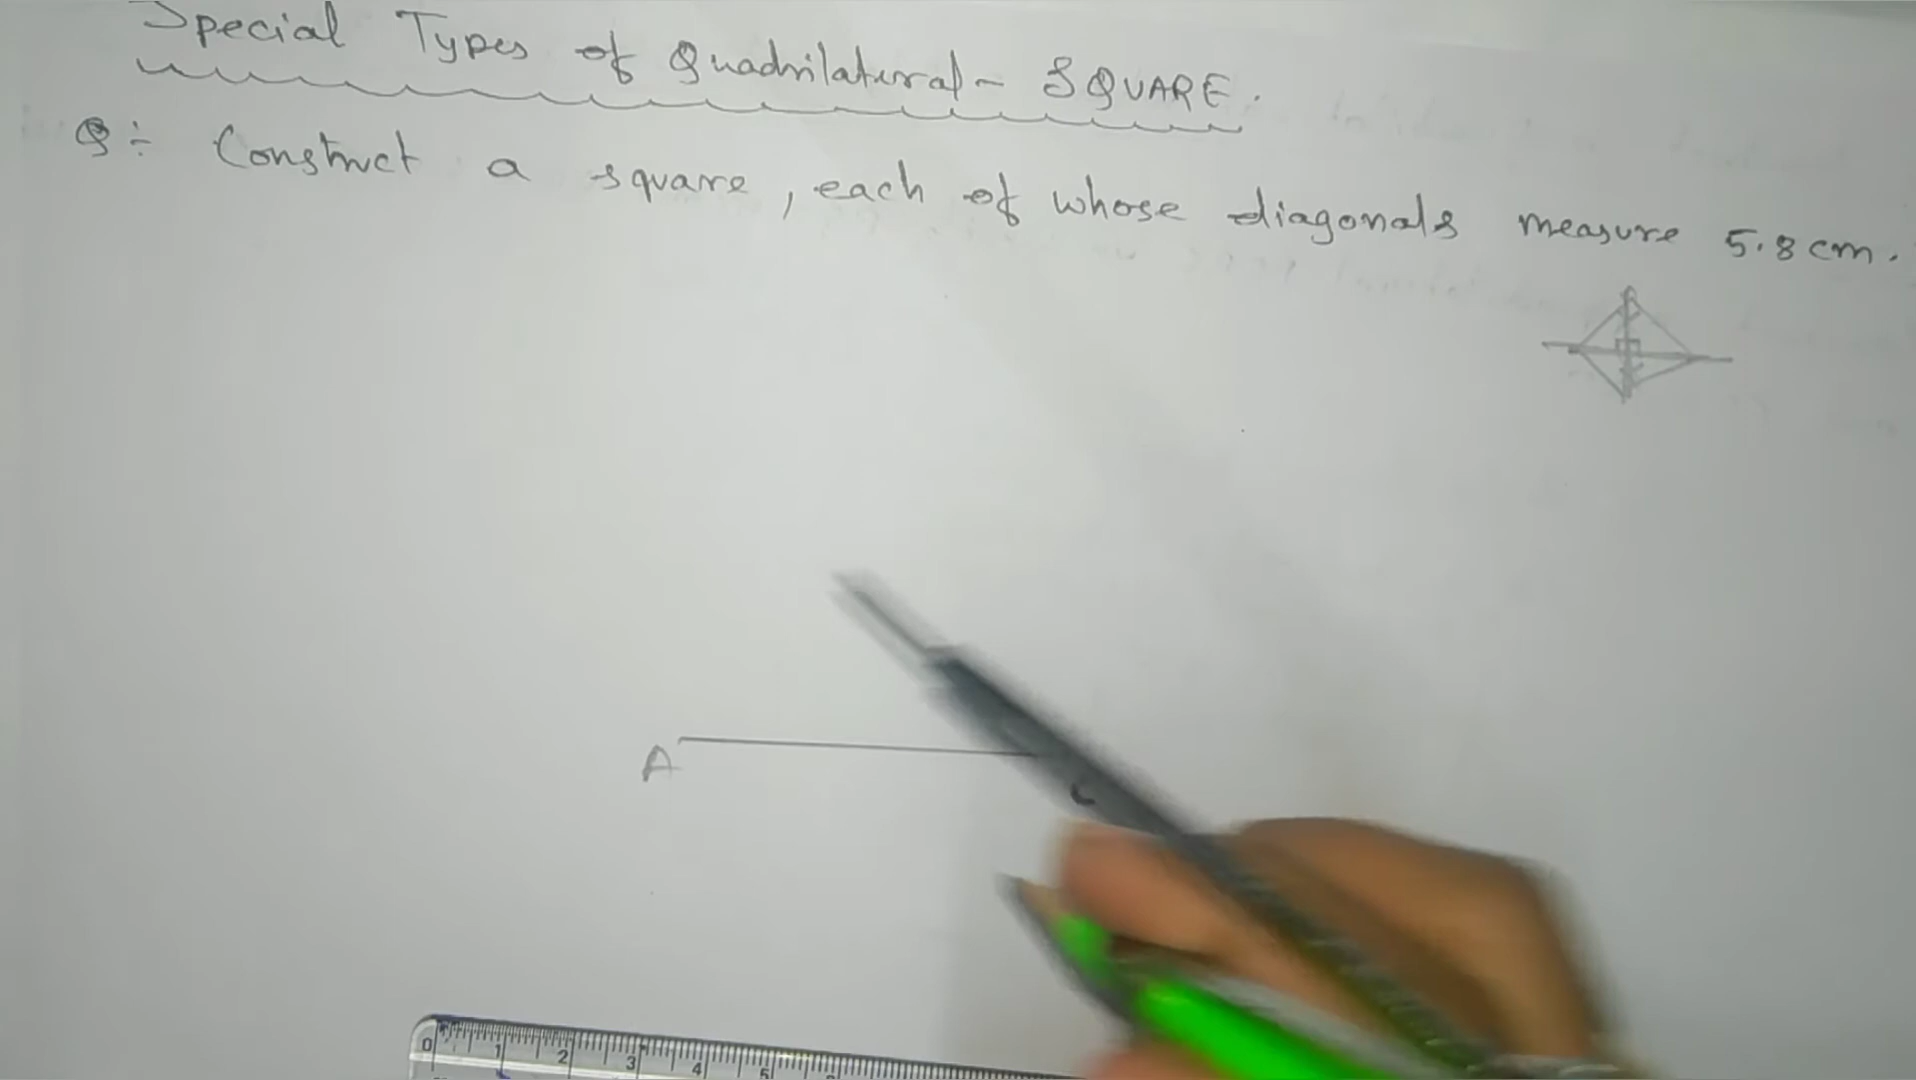 Special Types of Quadrilateral - SQUARE.
Q÷ Construct a square, each of whose diagonals measure 5.8 cm.
A
C
0 1 2 3 4 5